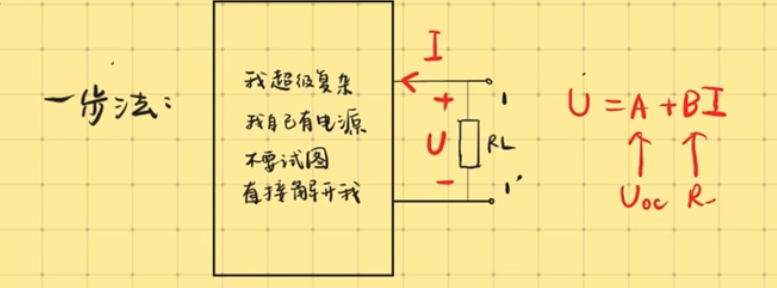 一步法:
我超级复杂
我自己有电源
不要试图
直接解开我
I
+
U
-
RL
1
1'
U = A + BI
↑ ↑
Uoc R-